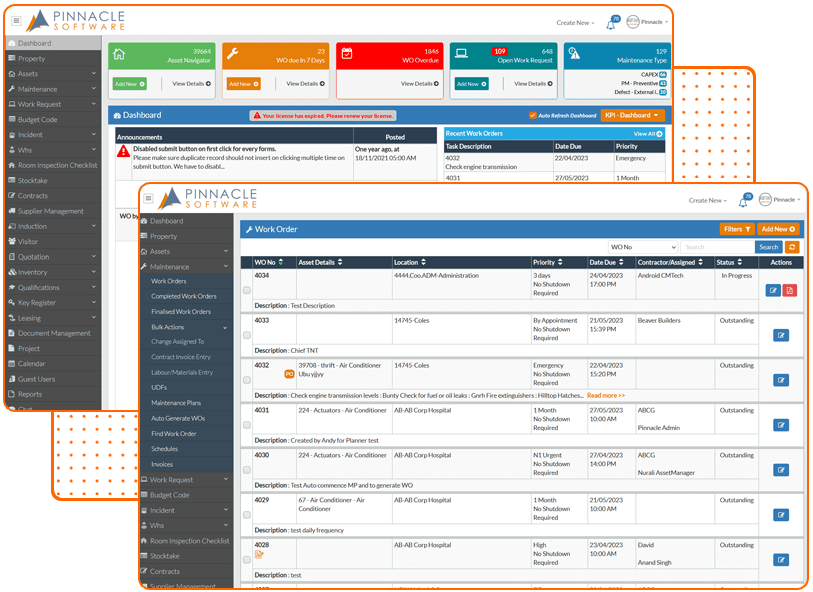 PINNACLE
SOFTWARE
Create New
78
Pinnacle
Dashboard
Property
Assets
Maintenance
Work Request
Budget Code
Incident
Whs
Room Inspection Checklist
Stocktake
Contracts
Supplier Management
Induction
Visitor
Quotation
Inventory
Qualifications
Key Register
Leasing
Document Management
Project
Calendar
Guest Users
Reports
Chat
39664
Asset Navigator
Add New
View Details
23
WO due In 7 Days
Add New
View Details
1846
WO Overdue
View Details
109
648
Open Work Request
Add New
View Details
129
Maintenance Type
CAPEX 66
PM - Preventive 43
Defect - External L
Dashboard
Your license has expired. Please renew your license.
Auto Refresh Dashboard
KPI - Dashboard
Announcements
Posted
Disabled submit button on first click for every forms.
Please make sure duplicate record should not insert on clicking multiple time on
submit button. We have to disabl...
One year ago, at
18/11/2021 05:00 AM
Recent Work Orders
View All
Task Description Date Due Priority
4032 22/04/2023 Emergency
Check engine transmission
4031 27/05/2023 1 Month
WO by
PINNACLE
SOFTWARE
Create New
78
Pinnacle
Dashboard
Property
Assets
Maintenance
Work Orders
Completed Work Orders
Finalised Work Orders
Bulk Actions
Change Assigned To
Contract Invoice Entry
Labour/Materials Entry
UDFs
Maintenance Plans
Auto Generate WOs
Find Work Order
Schedules
Invoices
Work Request
Budget Code
Incident
Whs
Room Inspection Checklist
Stocktake
Contracts
Supplier Management
Work Order
Filters
Add New
WO No
Search
Search
WO No Asset Details Location Priority Date Due Contractor/Assigned Status Actions
4034 4444.Coo.ADM-Administration 3 days 24/04/2023 Android CMTech In Progress
No Shutdown 17:00 PM
Required
Description : Test Description
4033 14745-Coles By Appointment 21/05/2023 Beaver Builders Outstanding
No Shutdown 15:39 PM
Required
Description : Chief TNT
4032 39708 - thrift - Air Conditioner 14745-Coles Emergency 22/04/2023 Outstanding
PO Ubu yjjyy No Shutdown 15:20 PM
Required
Description : Check engine transmission levels : Bunty Check for fuel or oil leaks : Gnrh Fire extinguishers : Hilltop Hatches... Read more >>
4031 224 - Actuators - Air Conditioner AB-AB Corp Hospital 1 Month 27/05/2023 ABCG Outstanding
No Shutdown 10:00 AM
Required Pinnacle Admin
Description : Created by Andy for Planner test
4030 224 - Actuators - Air Conditioner AB-AB Corp Hospital N1 Urgent 27/04/2023 ABCG Outstanding
No Shutdown 14:00 PM
Required Nurali AssetManager
Description : Test Auto commence MP and to generate WO
4029 67 - Air Conditioner - Air AB-AB Corp Hospital 1 Month 21/05/2023 Outstanding
Conditioner No Shutdown 10:00 AM
Required
Description : test daily frequency
4028 AB-AB Corp Hospital High 23/04/2023 David Outstanding
No Shutdown 10:00 AM
Required Anand Singh
Description : test